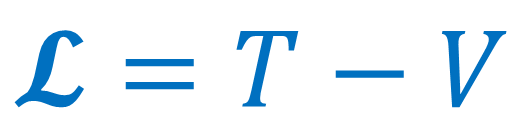 ℒ = T − V